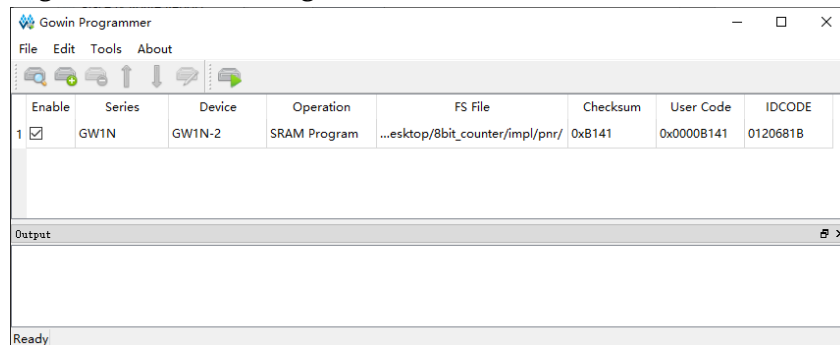 Gowin Programmer
File Edit Tools About
Enable Series Device Operation FS File Checksum User Code IDCODE
1 GW1N GW1N-2 SRAM Program ...esktop/8bit_counter/impl/pnr/ 0xB141 0x0000B141 0120681B
Output
Ready